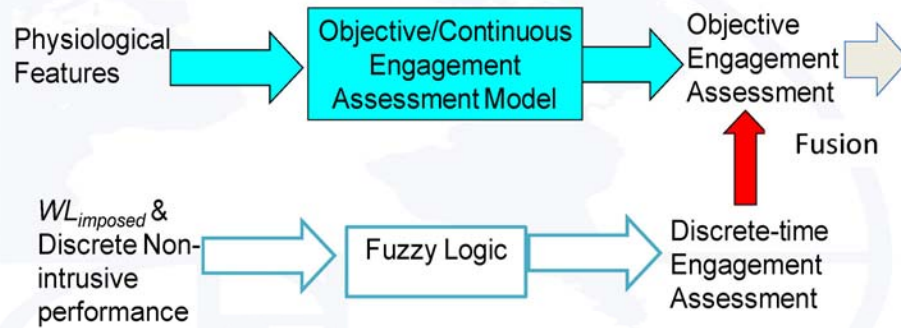 Physiological
Features
Objective/Continuous
Engagement
Assessment Model
Objective
Engagement
Assessment
Fusion
WLimposed &
Discrete Non-
intrusive
performance
Fuzzy Logic
Discrete-time
Engagement
Assessment